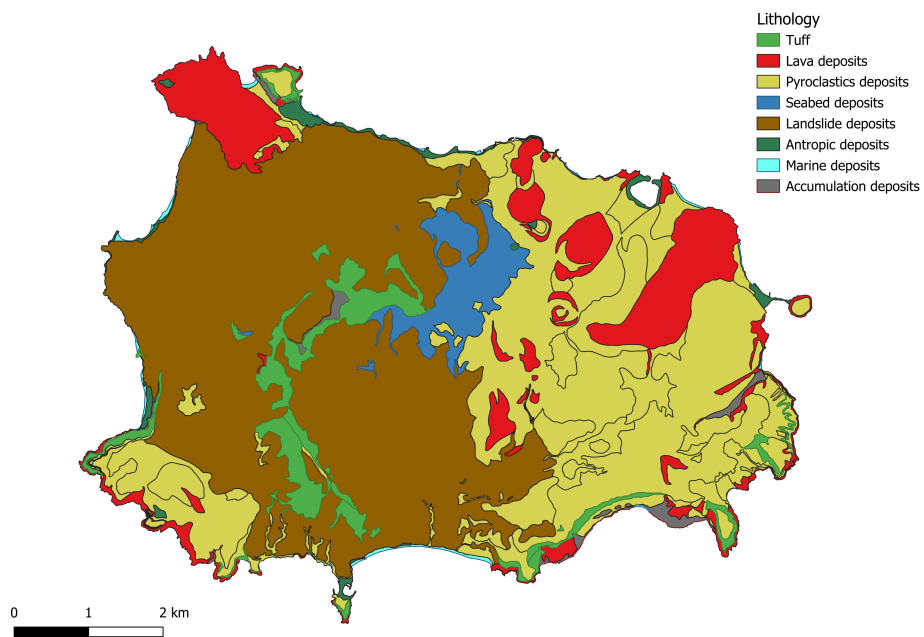 Lithology
Tuff
Lava deposits
Pyroclastics deposits
Seabed deposits
Landslide deposits
Antropic deposits
Marine deposits
Accumulation deposits
0 1 2 km